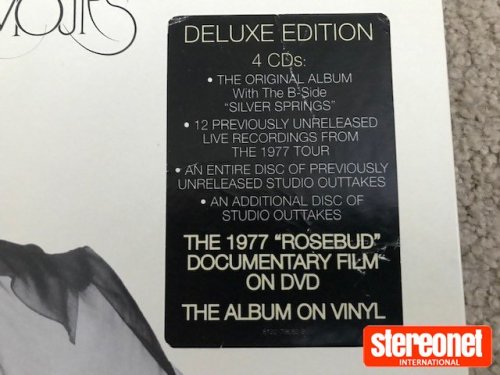 DELUXE EDITION
4 CDs:
• THE ORIGINAL ALBUM
With The B-Side
"SILVER SPRINGS"
• 12 PREVIOUSLY UNRELEASED
LIVE RECORDINGS FROM
THE 1977 TOUR
• AN ENTIRE DISC OF PREVIOUSLY
UNRELEASED STUDIO OUTTAKES
• AN ADDITIONAL DISC OF
STUDIO OUTTAKES
THE 1977 "ROSEBUD"
DOCUMENTARY FILM
ON DVD
THE ALBUM ON VINYL
stereonet
INTERNATIONAL